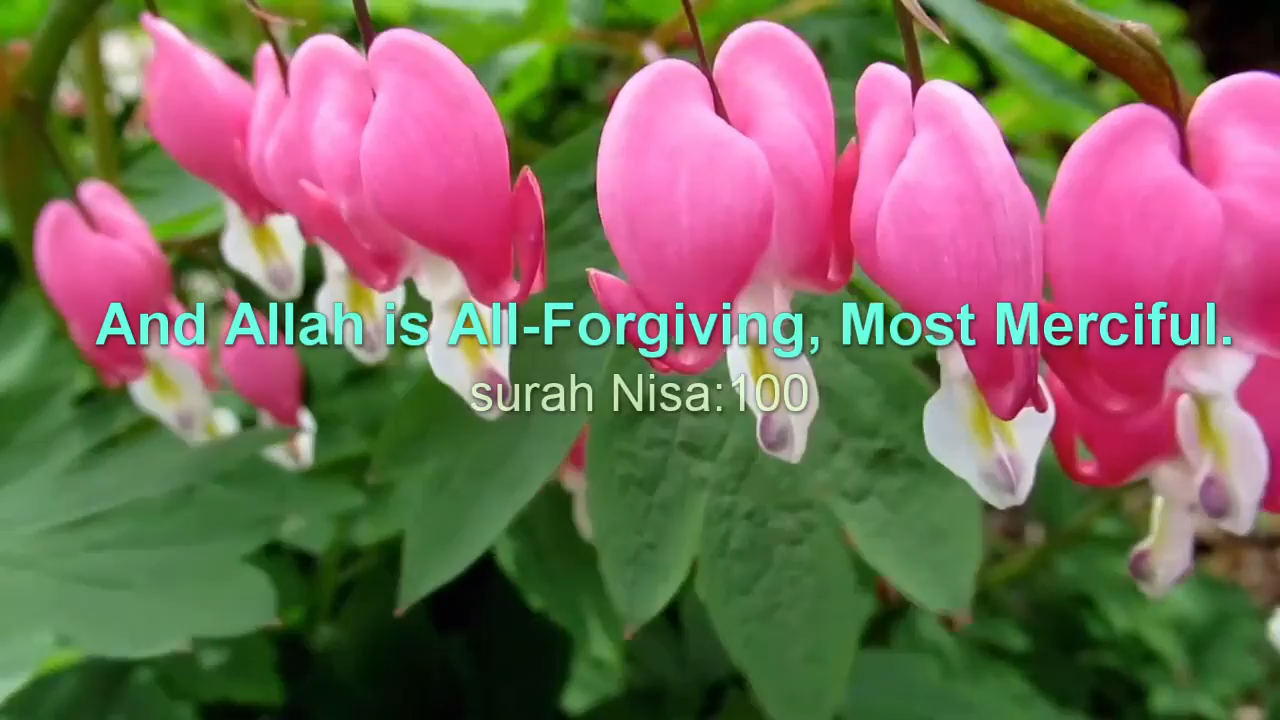 And Allah is All-Forgiving, Most Merciful.
surah Nisa:100